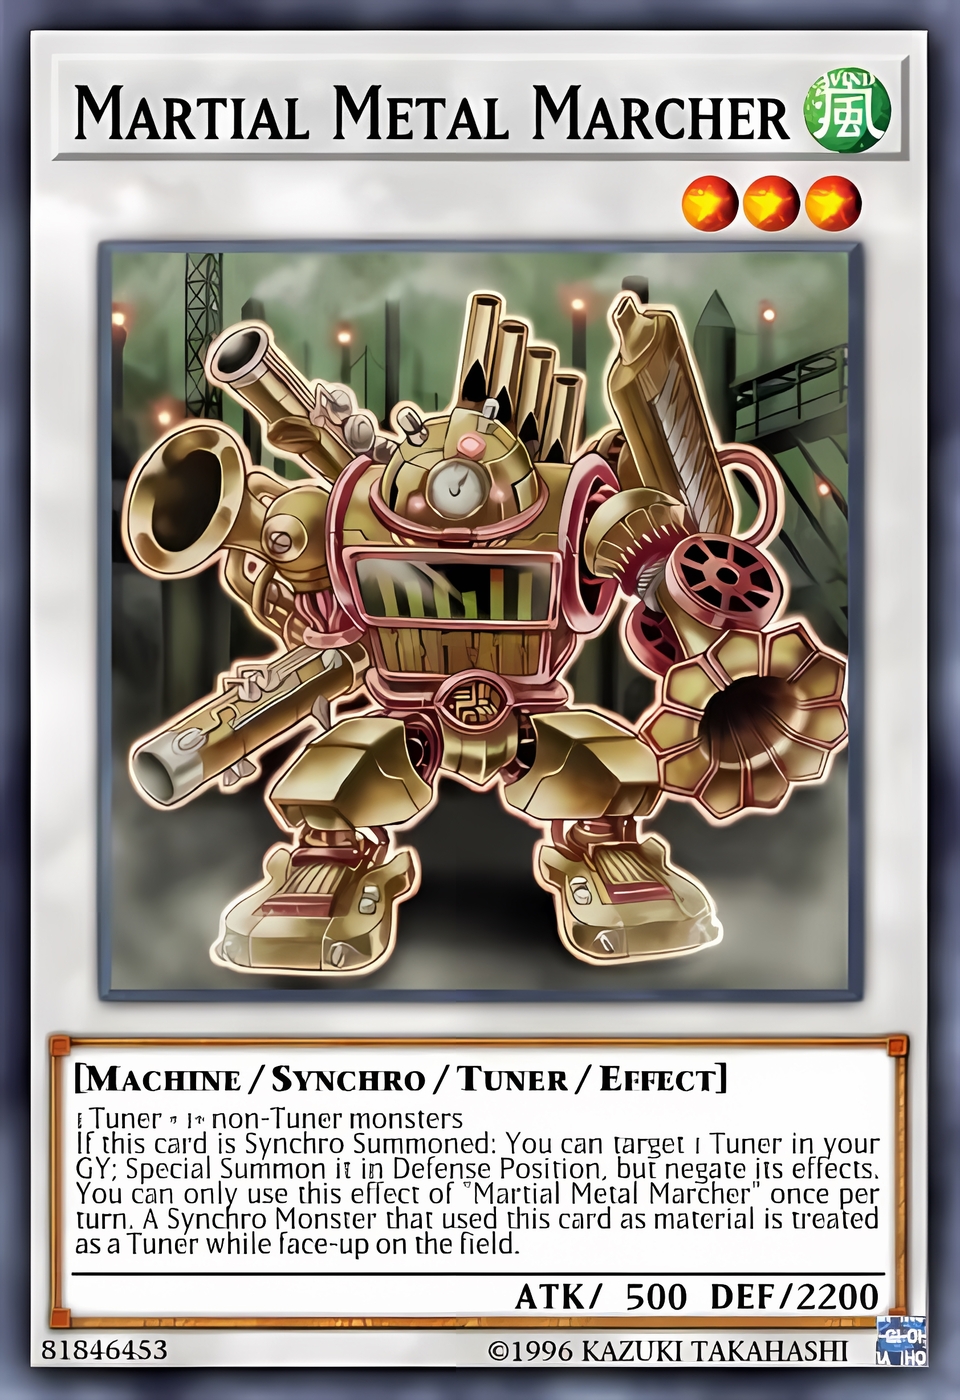 MARTIAL METAL MARCHER
WIND
風
[MACHINE / SYNCHRO / TUNER / EFFECT]
1 Tuner + 1+ non-Tuner monsters
If this card is Synchro Summoned: You can target 1 Tuner in your
GY; Special Summon it in Defense Position, but negate its effects.
You can only use this effect of "Martial Metal Marcher" once per
turn. A Synchro Monster that used this card as material is treated
as a Tuner while face-up on the field.
ATK/ 500 DEF/2200
81846453 ©1996 KAZUKI TAKAHASHI